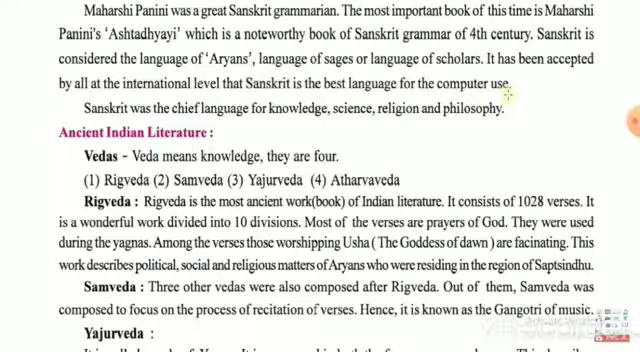 Maharshi Panini was a great Sanskrit grammarian. The most important book of this time is Maharshi
Panini's 'Ashtadhyayi' which is a noteworthy book of Sanskrit grammar of 4th century. Sanskrit is
considered the language of 'Aryans', language of sages or language of scholars. It has been accepted
by all at the international level that Sanskrit is the best language for the computer use.
Sanskrit was the chief language for knowledge, science, religion and philosophy.
Ancient Indian Literature :
Vedas - Veda means knowledge, they are four.
(1) Rigveda (2) Samveda (3) Yajurveda (4) Atharvaveda
Rigveda : Rigveda is the most ancient work(book) of Indian literature. It consists of 1028 verses. It
is a wonderful work divided into 10 divisions. Most of the verses are prayers of God. They were used
during the yagnas. Among the verses those worshipping Usha ( The Goddess of dawn ) are facinating. This
work describes political, social and religious matters of Aryans who were residing in the region of Saptsindhu.
Samveda : Three other vedas were also composed after Rigveda. Out of them, Samveda was
composed to focus on the process of recitation of verses. Hence, it is known as the Gangotri of music.
Yajurveda :